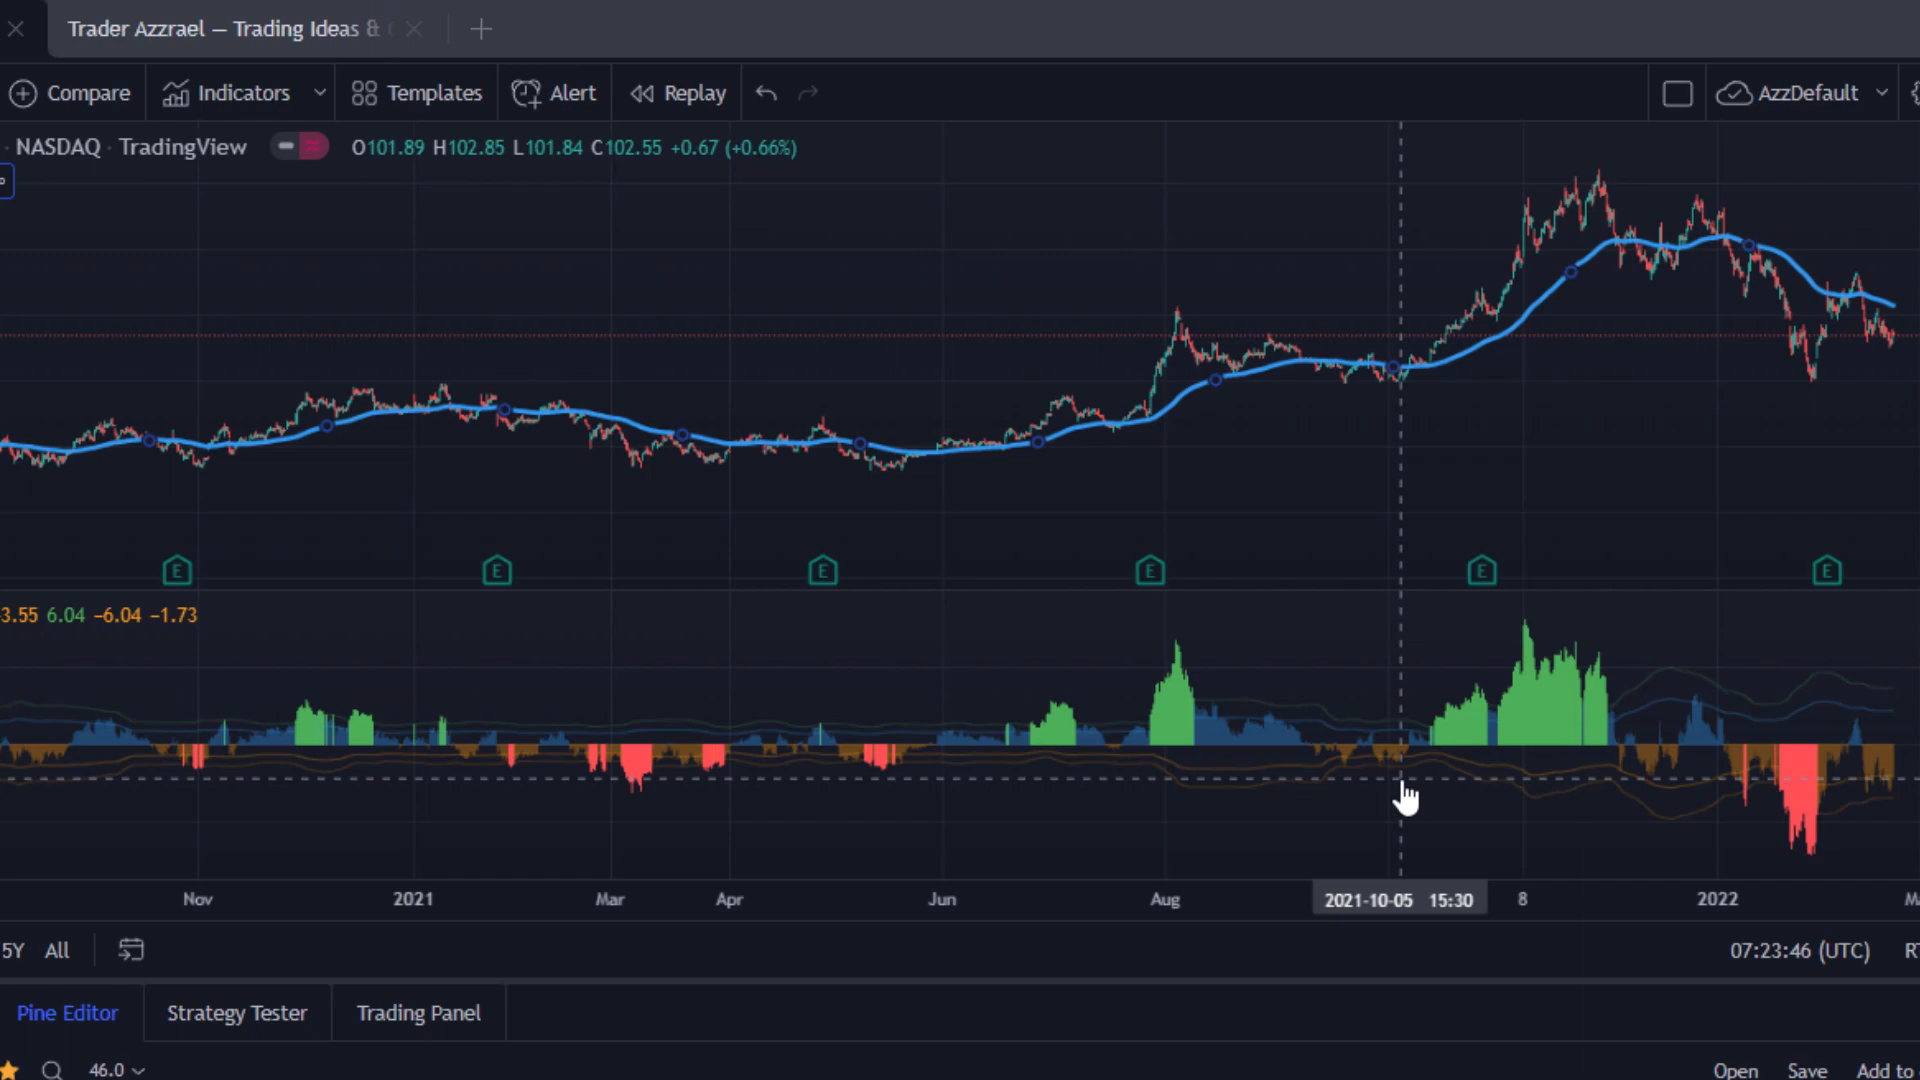 Trader Azzrael — Trading Ideas &
Compare Indicators Templates Alert Replay AzzDefault
· NASDAQ · TradingView O101.89 H102.85 L101.84 C102.55 +0.67 (+0.66%)
E E E E E E
3.55 6.04 −6.04 −1.73
Nov 2021 Mar Apr Jun Aug 2021-10-05 15:30 8 2022
5Y All 07:23:46 (UTC)
Pine Editor Strategy Tester Trading Panel
46.0 Open Save Add to